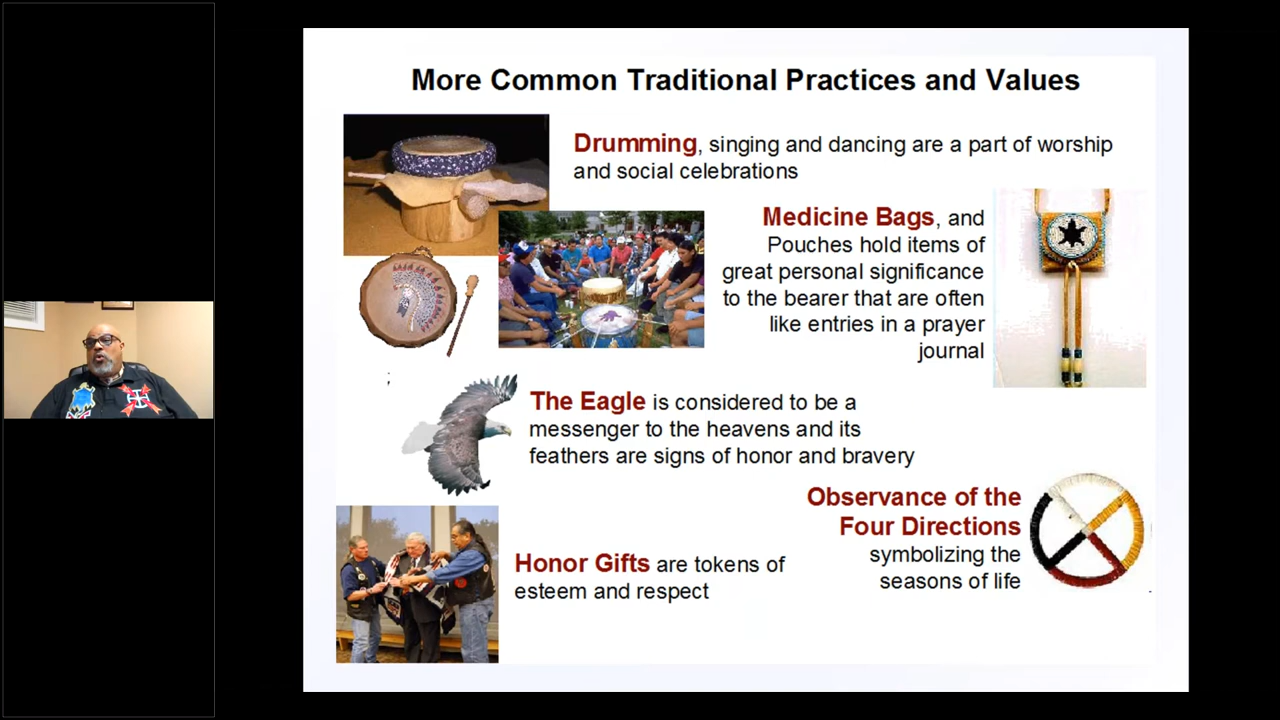 More Common Traditional Practices and Values
Drumming, singing and dancing are a part of worship
and social celebrations
Medicine Bags, and
Pouches hold items of
great personal significance
to the bearer that are often
like entries in a prayer
journal
The Eagle is considered to be a
messenger to the heavens and its
feathers are signs of honor and bravery
Observance of the
Four Directions
symbolizing the
seasons of life
Honor Gifts are tokens of
esteem and respect